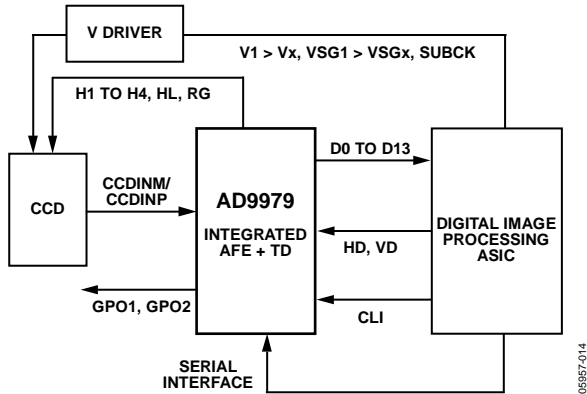 V DRIVER
V1 > Vx, VSG1 > VSGx, SUBCK
H1 TO H4, HL, RG
D0 TO D13
CCDINM/
CCDINP
CCD
AD9979
INTEGRATED
AFE + TD
DIGITAL IMAGE
PROCESSING
ASIC
HD, VD
GPO1, GPO2
CLI
SERIAL
INTERFACE
05957-014